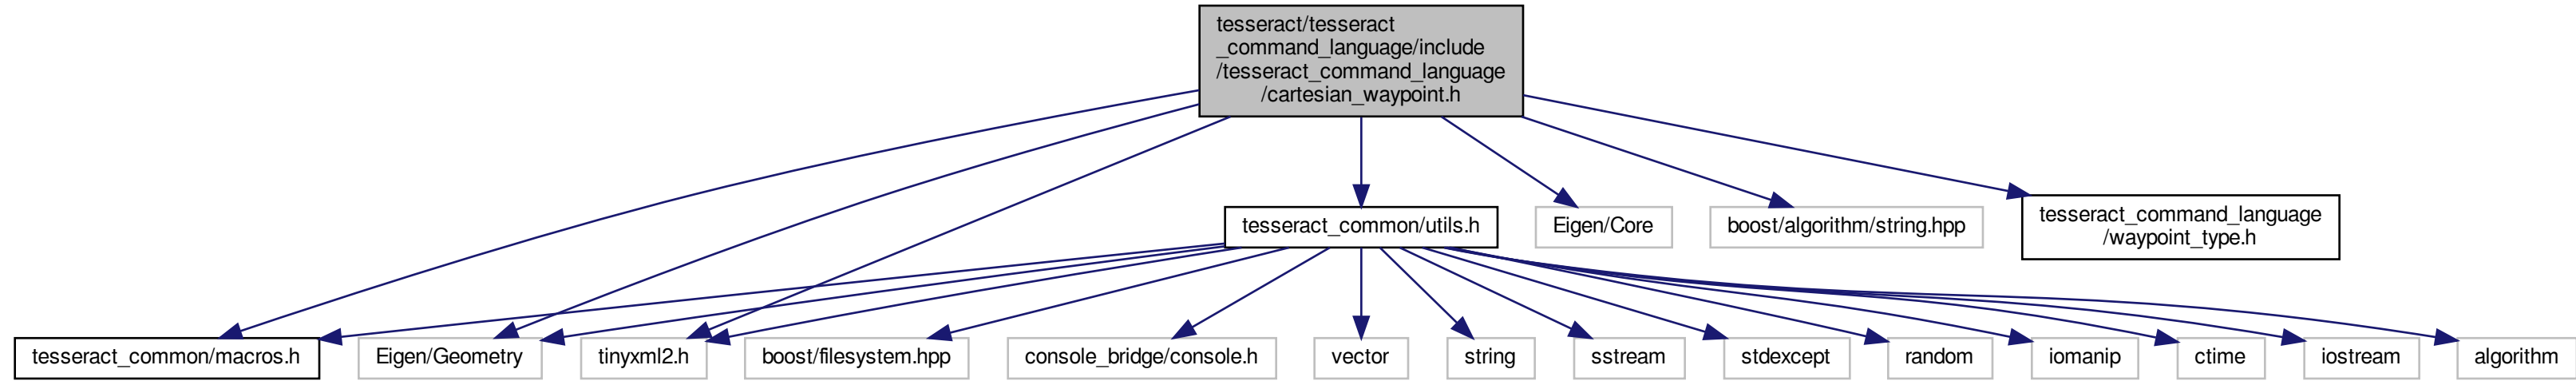 tesseract/tesseract
_command_language/include
/tesseract_command_language
/cartesian_waypoint.h
tesseract_common/utils.h
Eigen/Core
boost/algorithm/string.hpp
tesseract_command_language
/waypoint_type.h
tesseract_common/macros.h
Eigen/Geometry
tinyxml2.h
boost/filesystem.hpp
console_bridge/console.h
vector
string
sstream
stdexcept
random
iomanip
ctime
iostream
algorithm